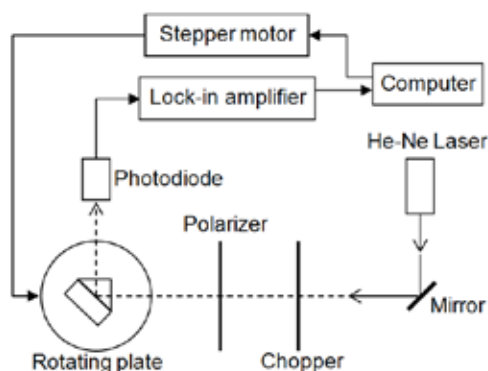 Stepper motor
Lock-in amplifier
Computer
He-Ne Laser
Photodiode
Polarizer
Mirror
Rotating plate
Chopper